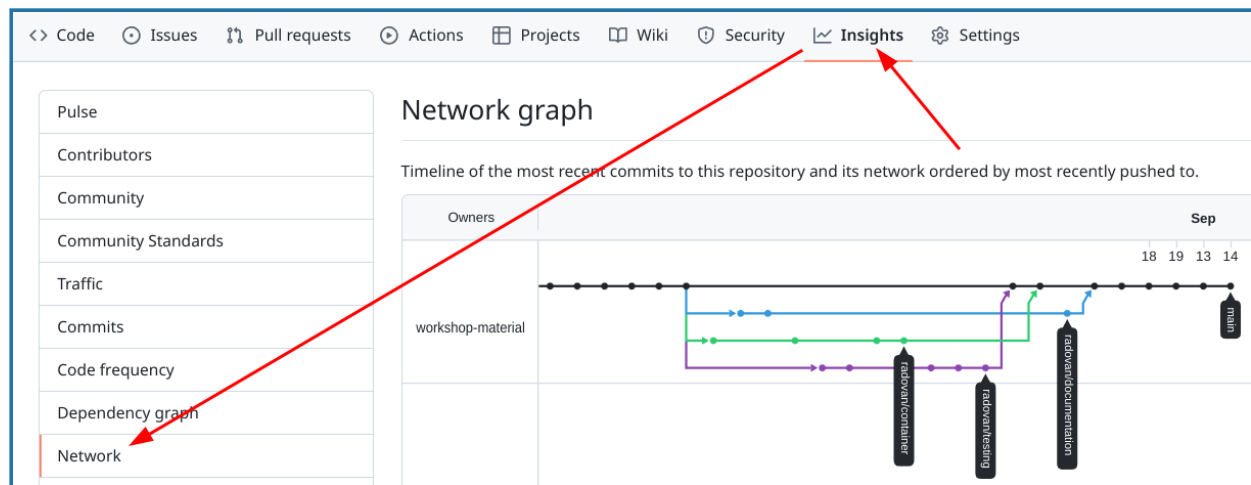 Code Issues Pull requests Actions Projects Wiki Security Insights Settings
Pulse
Contributors
Community
Community Standards
Traffic
Commits
Code frequency
Dependency graph
Network
Network graph
Timeline of the most recent commits to this repository and its network ordered by most recently pushed to.
Owners Sep
18 19 13 14
workshop-material
main
radovan/documentation
radovan/container
radovan/testing